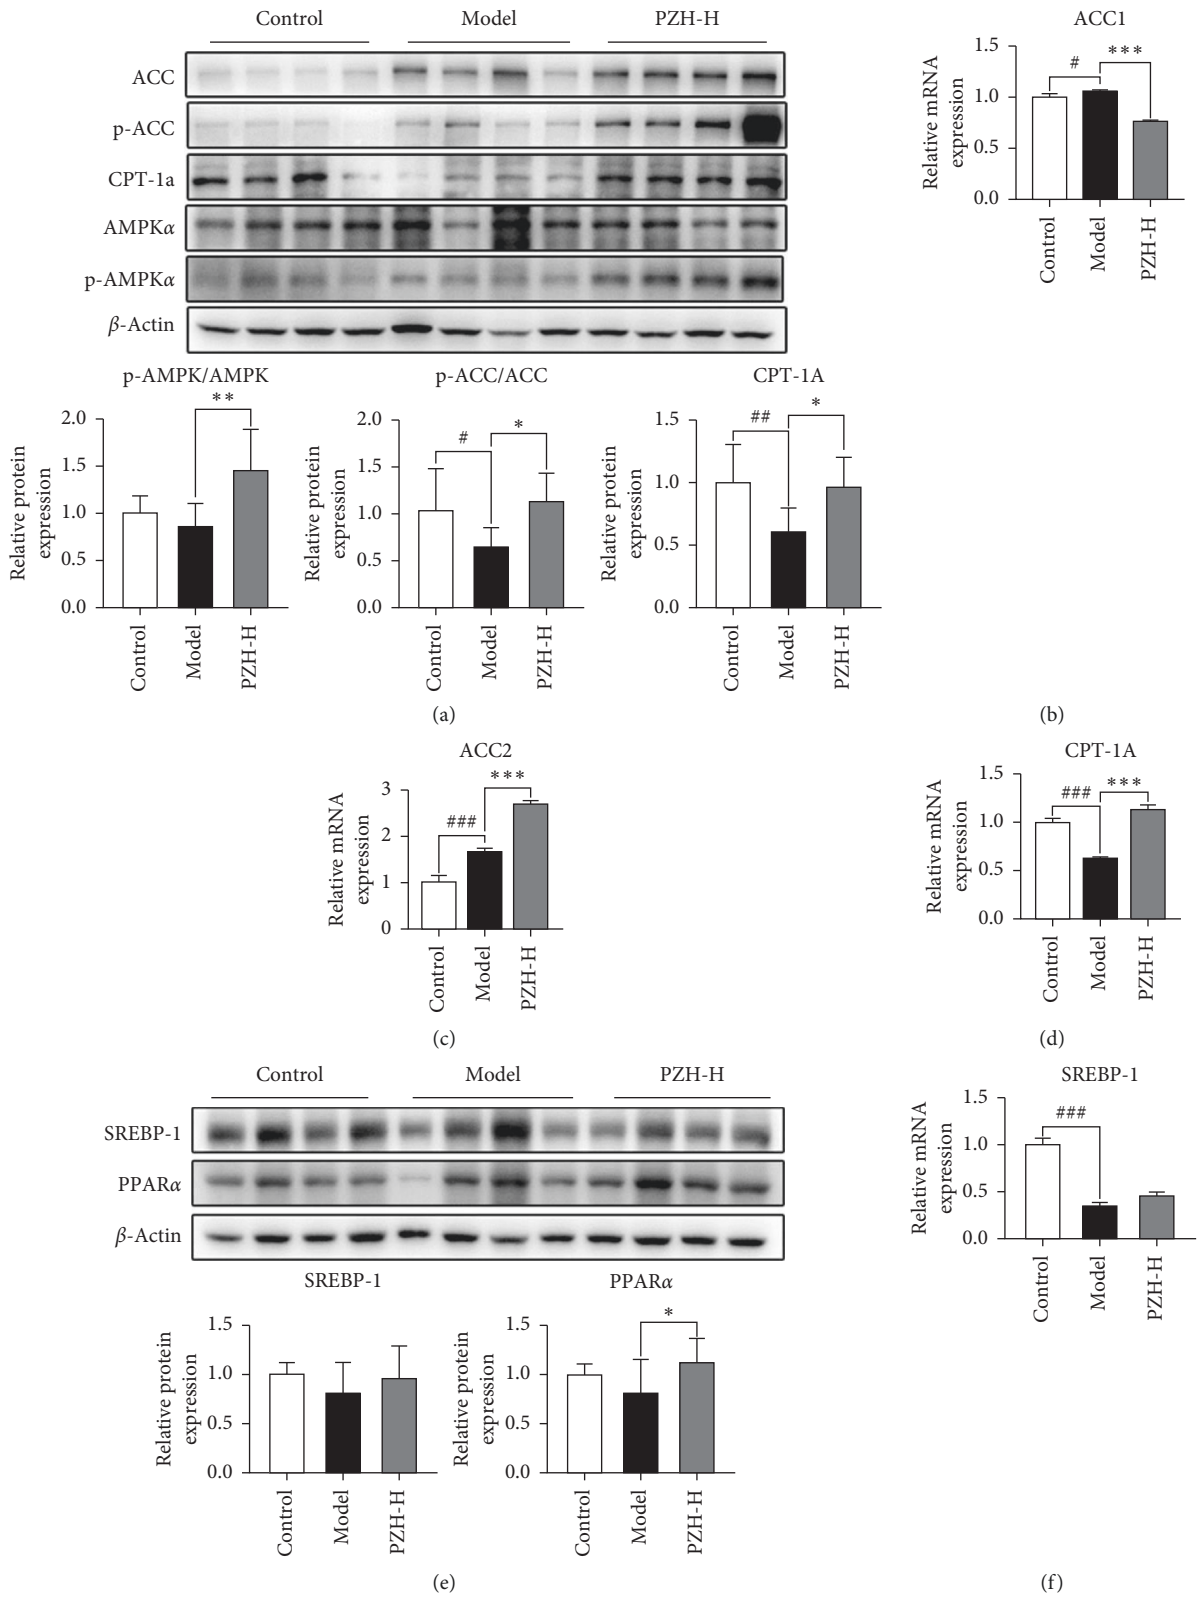 Control Model PZH-H
ACC
p-ACC
CPT-1a
AMPKα
p-AMPKα
β-Actin
ACC1
Relative mRNA
expression
1.5
1.0
0.5
0.0
# ***
Control
Model
PZH-H
p-AMPK/AMPK
Relative protein
expression
2.0
1.5
1.0
0.5
0.0
**
Control
Model
PZH-H
p-ACC/ACC
Relative protein
expression
2.0
1.5
1.0
0.5
0.0
# *
Control
Model
PZH-H
CPT-1A
Relative protein
expression
1.5
1.0
0.5
0.0
## *
Control
Model
PZH-H
(a)
(b)
ACC2
Relative mRNA
expression
3
2
1
0
### ***
Control
Model
PZH-H
(c)
CPT-1A
Relative mRNA
expression
1.5
1.0
0.5
0.0
### ***
Control
Model
PZH-H
(d)
Control Model PZH-H
SREBP-1
PPARα
β-Actin
SREBP-1
Relative mRNA
expression
1.5
1.0
0.5
0.0
###
Control
Model
PZH-H
SREBP-1
Relative protein
expression
1.5
1.0
0.5
0.0
Control
Model
PZH-H
PPARα
Relative protein
expression
1.5
1.0
0.5
0.0
*
Control
Model
PZH-H
(e)
(f)